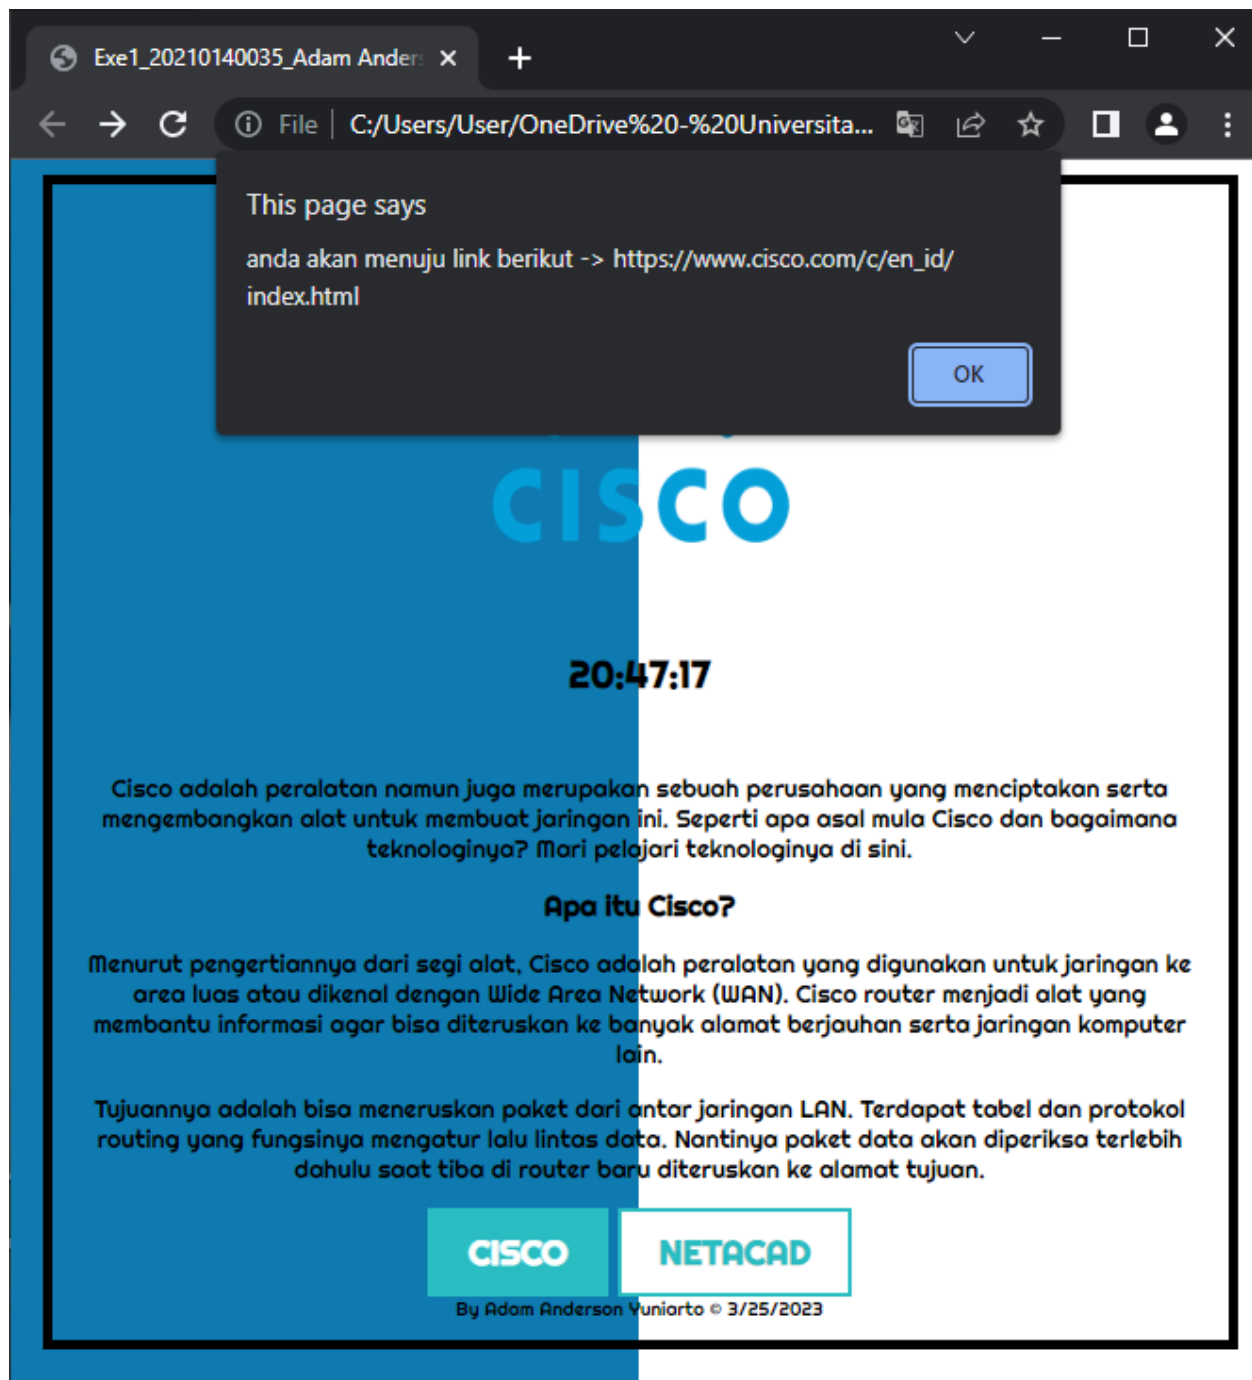 Exe1_20210140035_Adam Anders
File
C:/Users/User/OneDrive%20-%20Universita...
This page says
anda akan menuju link berikut -> https://www.cisco.com/c/en_id/
index.html
OK
CISCO
20:47:17
Cisco adalah peralatan namun juga merupakan sebuah perusahaan yang menciptakan serta
mengembangkan alat untuk membuat jaringan ini. Seperti apa asal mula Cisco dan bagaimana
teknologinya? Mari pelajari teknologinya di sini.
Apa itu Cisco?
Menurut pengertiannya dari segi alat, Cisco adalah peralatan yang digunakan untuk jaringan ke
area luas atau dikenal dengan Wide Area Network (WAN). Cisco router menjadi alat yang
membantu informasi agar bisa diteruskan ke banyak alamat berjauhan serta jaringan komputer
lain.
Tujuannya adalah bisa meneruskan paket dari antar jaringan LAN. Terdapat tabel dan protokol
routing yang fungsinya mengatur lalu lintas data. Nantinya paket data akan diperiksa terlebih
dahulu saat tiba di router baru diteruskan ke alamat tujuan.
CISCO
NETACAD
By Adam Anderson Yuniarto © 3/25/2023